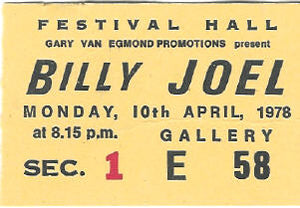 FESTIVAL HALL
GARY VAN EGMOND PROMOTIONS present
BILLY JOEL
MONDAY, 10th APRIL, 1978
at 8.15 p.m. GALLERY
SEC. 1 E 58